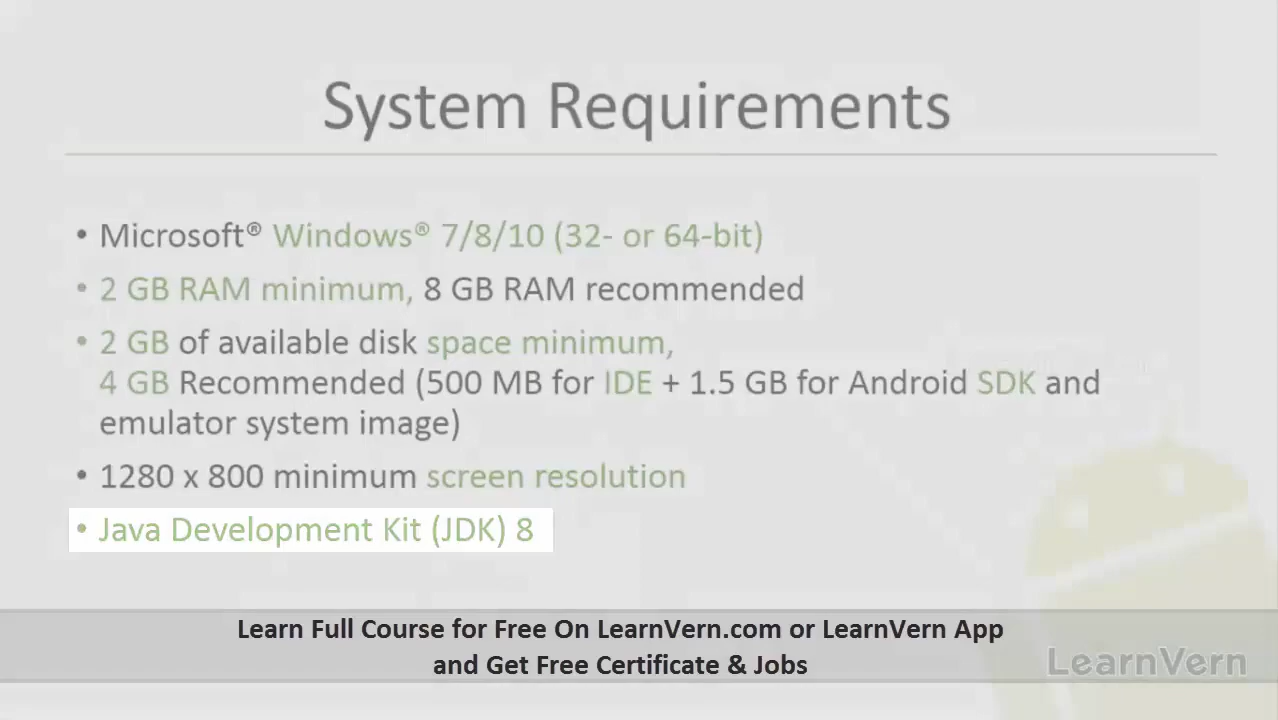 System Requirements
• Microsoft® Windows® 7/8/10 (32- or 64-bit)
• 2 GB RAM minimum, 8 GB RAM recommended
• 2 GB of available disk space minimum,
4 GB Recommended (500 MB for IDE + 1.5 GB for Android SDK and
emulator system image)
• 1280 x 800 minimum screen resolution
• Java Development Kit (JDK) 8
Learn Full Course for Free On LearnVern.com or LearnVern App
and Get Free Certificate & Jobs
LearnVern